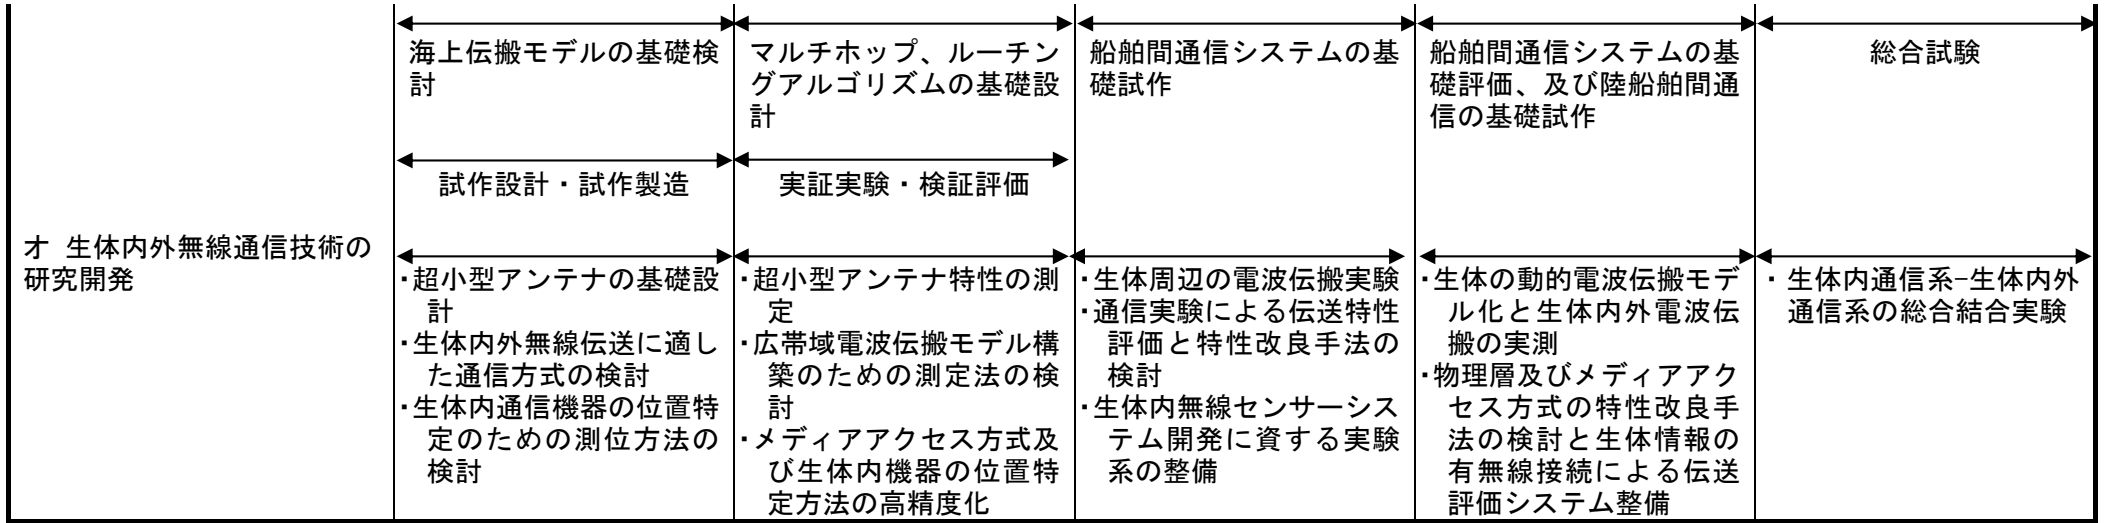 海上伝搬モデルの基礎検
討
マルチホップ、ルーチン
グアルゴリズムの基礎設
計
船舶間通信システムの基
礎試作
船舶間通信システムの基
礎評価、及び陸船舶間通
信の基礎試作
総合試験
試作設計・試作製造
実証実験・検証評価
オ 生体内外無線通信技術の
研究開発
・超小型アンテナの基礎設
計
・生体内外無線伝送に適し
た通信方式の検討
・生体内通信機器の位置特
定のための測位方法の
検討
・超小型アンテナ特性の測
定
・広帯域電波伝搬モデル構
築のための測定法の検
討
・メディアアクセス方式及
び生体内機器の位置特
定方法の高精度化
・生体周辺の電波伝搬実験
・通信実験による伝送特性
評価と特性改良手法の
検討
・生体内無線センサーシス
テム開発に資する実験
系の整備
・生体の動的電波伝搬モデ
ル化と生体内外電波伝
搬の実測
・物理層及びメディアアク
セス方式の特性改良手
法の検討と生体情報の
有無線接続による伝送
評価システム整備
・生体内通信系−生体内外
通信系の総合結合実験